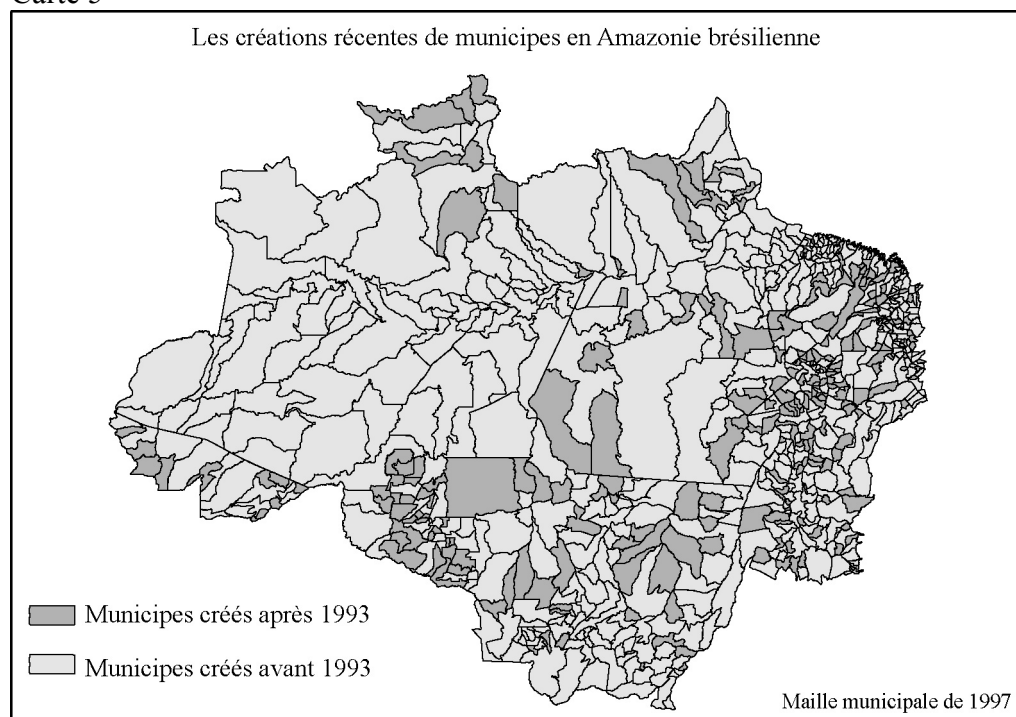 Carte 3
Les créations récentes de municipes en Amazonie brésilienne
Municipes créés après 1993
Municipes créés avant 1993
Maille municipale de 1997